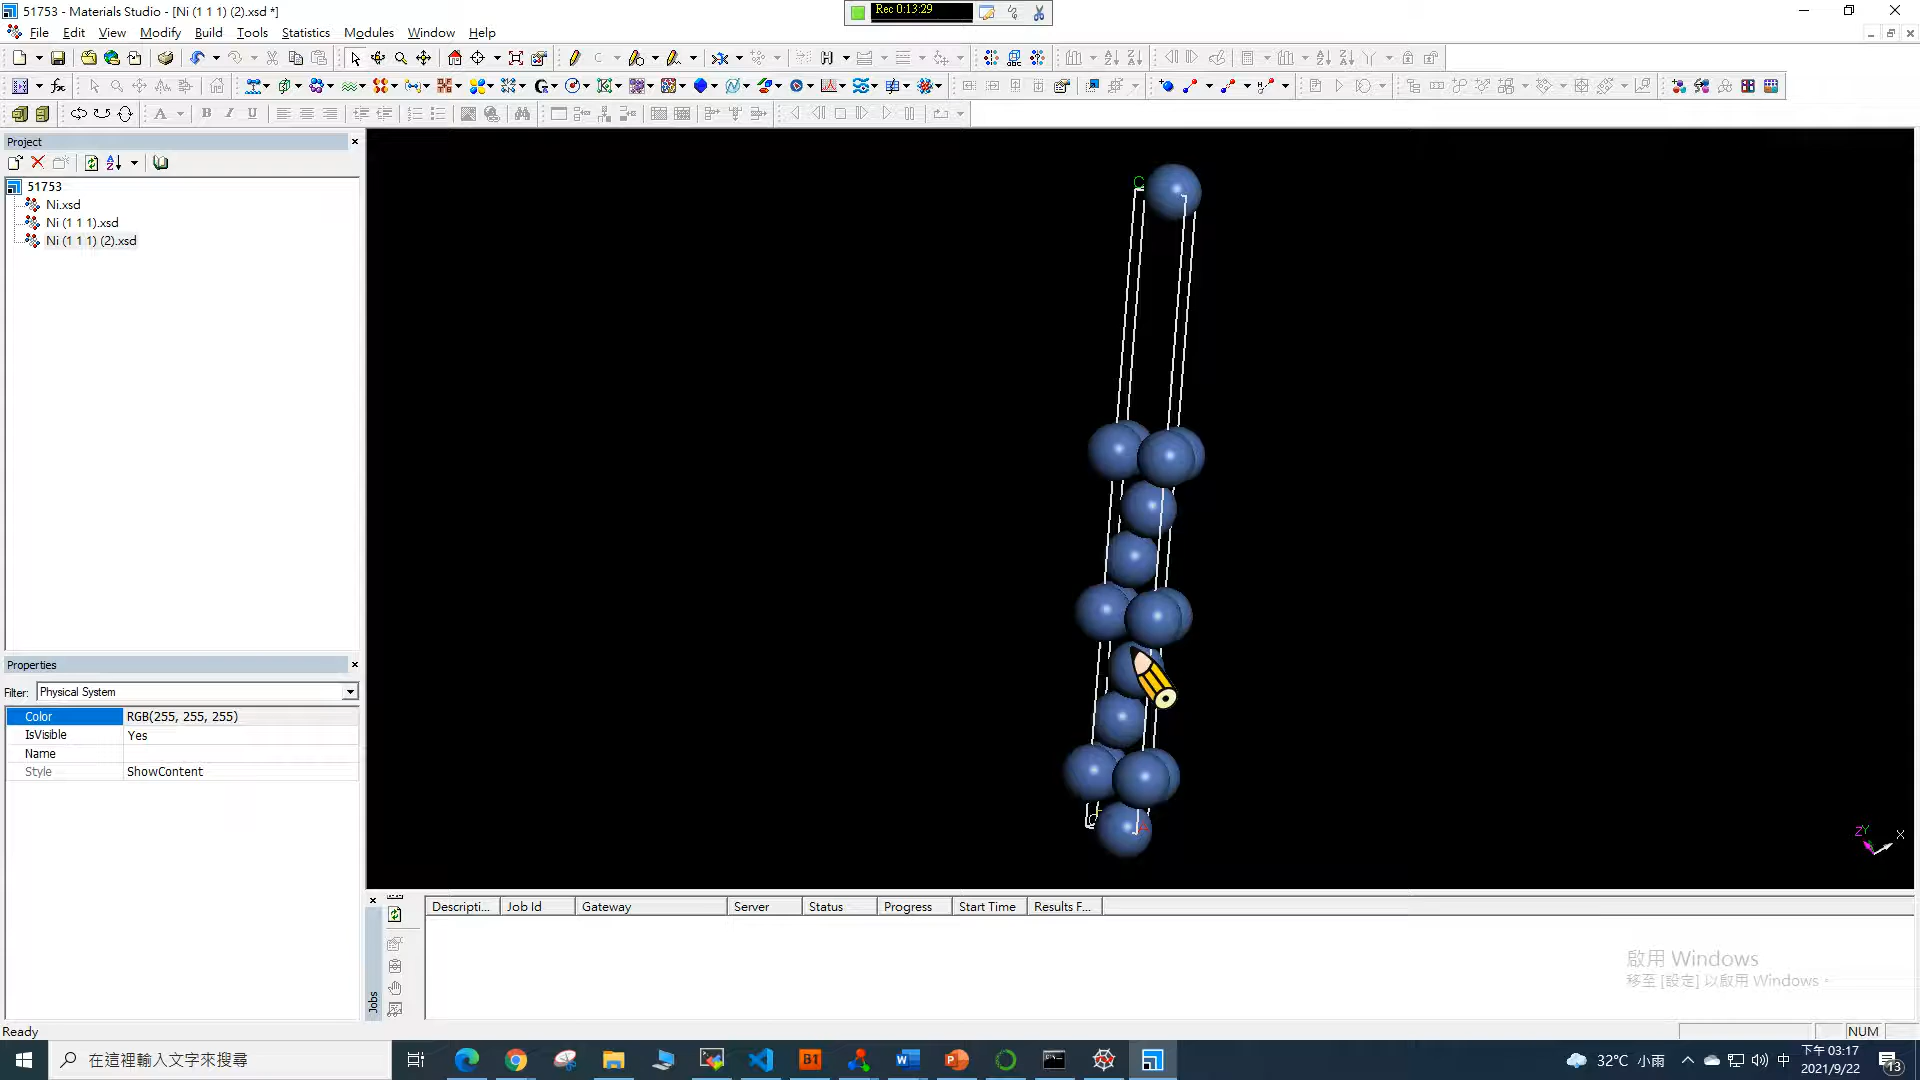 51753 - Materials Studio - [Ni (1 1 1) (2).xsd *]
Rec 0:13:29
File Edit View Modify Build Tools Statistics Modules Window Help
Project
51753
Ni.xsd
Ni (1 1 1).xsd
Ni (1 1 1) (2).xsd
Properties
Filter: Physical System
Color RGB(255, 255, 255)
IsVisible Yes
Name
Style ShowContent
C
A
Z Y X
Jobs
Descripti... Job Id Gateway Server Status Progress Start Time Results F...
啟用 Windows
移至 [設定] 以啟用 Windows。
Ready
NUM
在這裡輸入文字來搜尋
32°C 小雨
中
下午 03:17
2021/9/22
13